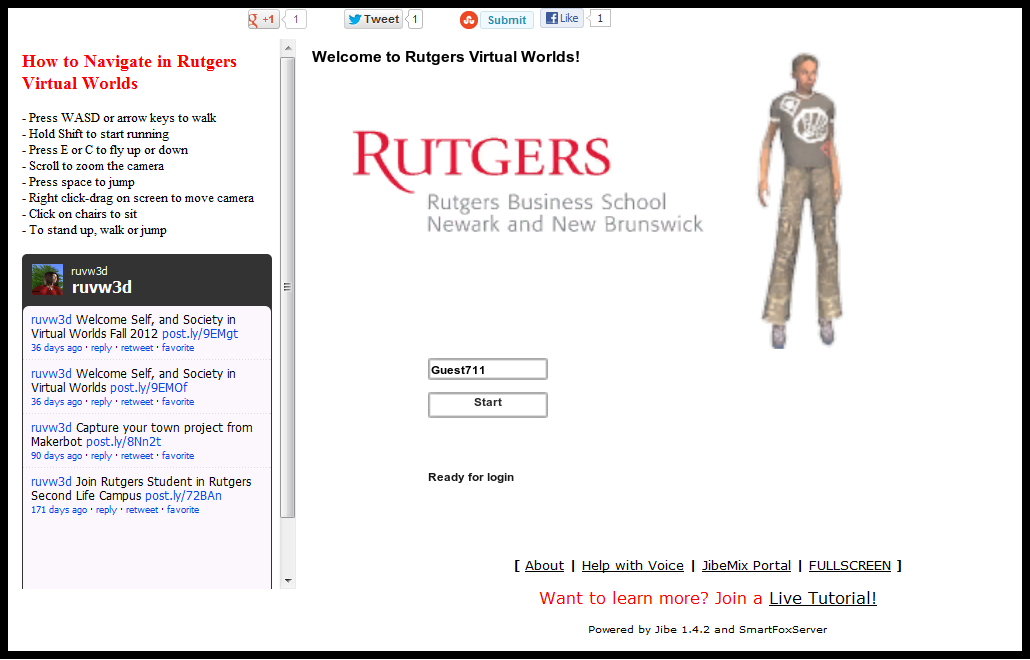 +1 1 Tweet 1 Submit Like 1
How to Navigate in Rutgers
Virtual Worlds
- Press WASD or arrow keys to walk
- Hold Shift to start running
- Press E or C to fly up or down
- Scroll to zoom the camera
- Press space to jump
- Right click-drag on screen to move camera
- Click on chairs to sit
- To stand up, walk or jump
ruvw3d
ruvw3d
ruvw3d Welcome Self, and Society in
Virtual Worlds Fall 2012 post.ly/9EMgt
36 days ago · reply · retweet · favorite
ruvw3d Welcome Self, and Society in
Virtual Worlds post.ly/9EMOf
36 days ago · reply · retweet · favorite
ruvw3d Capture your town project from
Makerbot post.ly/8Nn2t
90 days ago · reply · retweet · favorite
ruvw3d Join Rutgers Student in Rutgers
Second Life Campus post.ly/72BAn
171 days ago · reply · retweet · favorite
Welcome to Rutgers Virtual Worlds!
RUTGERS
Rutgers Business School
Newark and New Brunswick
Guest711
Start
Ready for login
[ About | Help with Voice | JibeMix Portal | FULLSCREEN ]
Want to learn more? Join a Live Tutorial!
Powered by Jibe 1.4.2 and SmartFoxServer